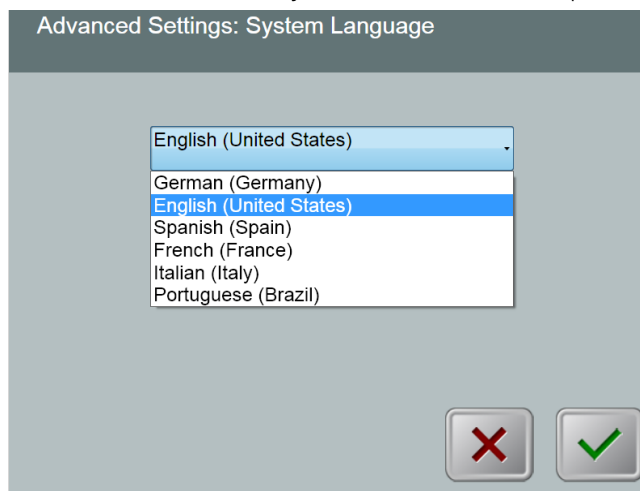 Advanced Settings: System Language
English (United States)
German (Germany)
English (United States)
Spanish (Spain)
French (France)
Italian (Italy)
Portuguese (Brazil)